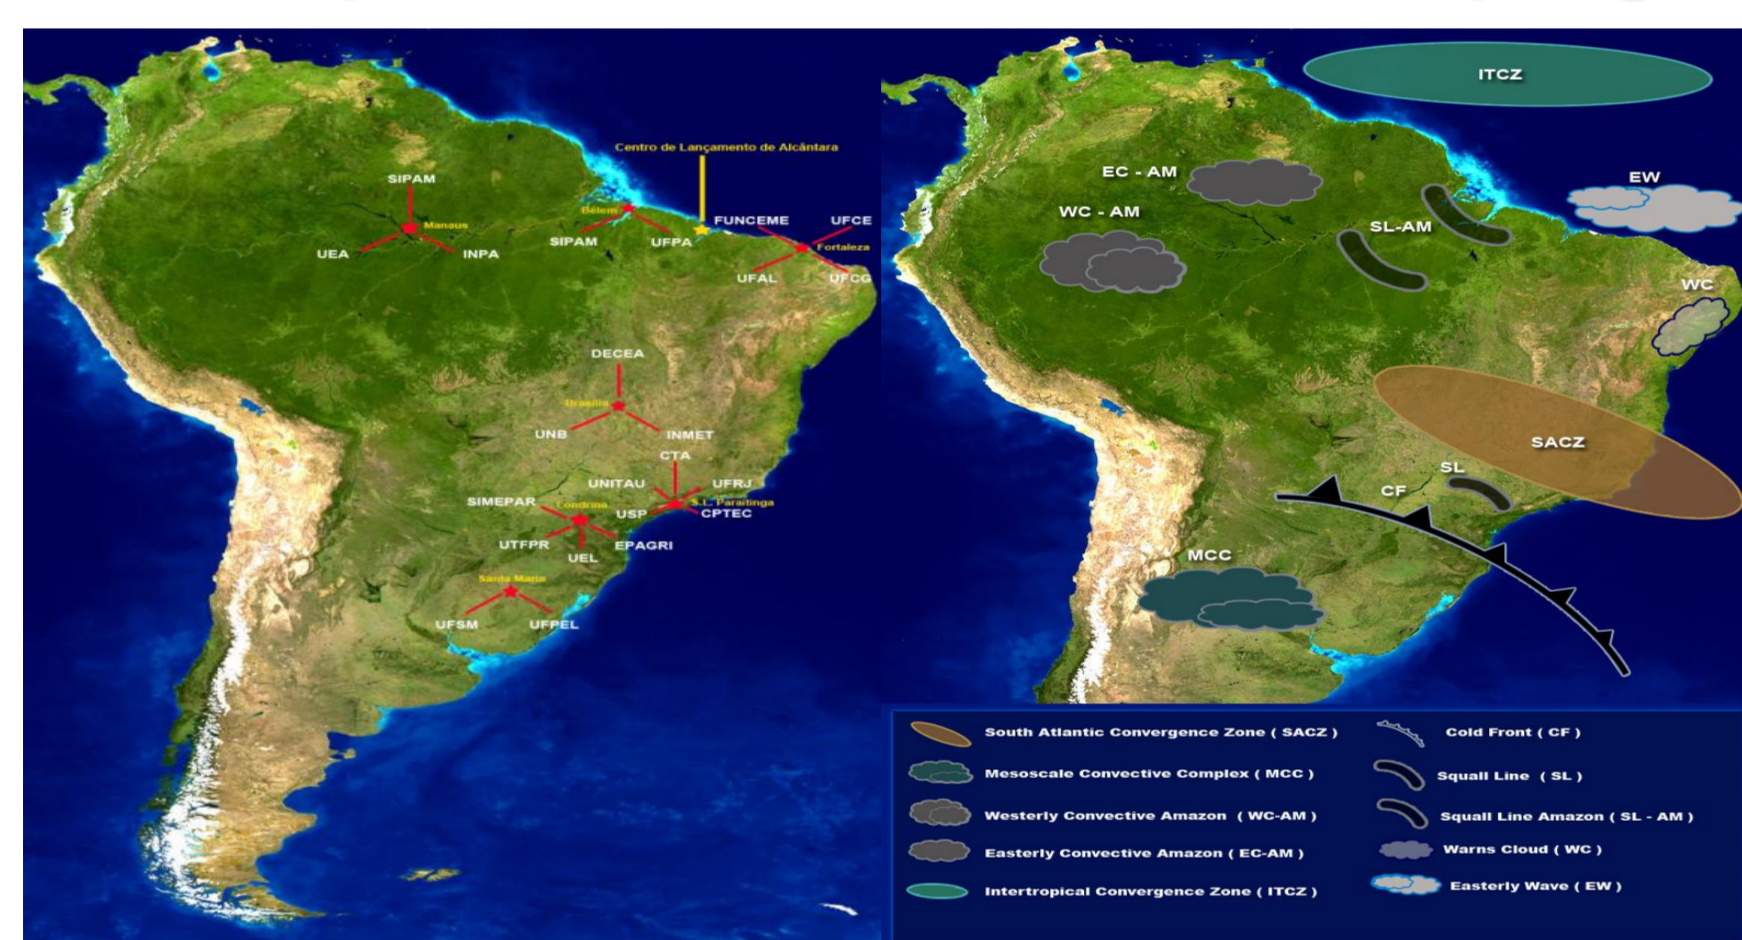 Centro de Lançamento de Alcântara
SIPAM
Manaus
UEA
INPA
Bélem
SIPAM
UFPA
FUNCEME
UFCE
Fortaleza
UFAL
UFCG
DECEA
Brasília
UNB
INMET
CTA
UNITAU
UFRJ
S.L. Paraitinga
USP
CPTEC
SIMEPAR
Londrina
UTFPR
UEL
EPAGRI
Santa Maria
UFSM
UFPEL
ITCZ
EC - AM
WC - AM
SL-AM
EW
WC
SACZ
SL
CF
MCC
South Atlantic Convergence Zone ( SACZ )
Mesoscale Convective Complex ( MCC )
Westerly Convective Amazon ( WC-AM )
Easterly Convective Amazon ( EC-AM )
Intertropical Convergence Zone ( ITCZ )
Cold Front ( CF )
Squall Line ( SL )
Squall Line Amazon ( SL - AM )
Warns Cloud ( WC )
Easterly Wave ( EW )